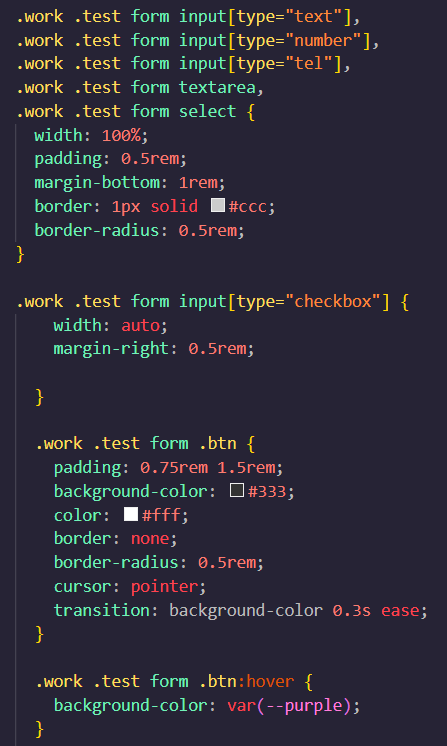 .work .test form input[type="text"],
.work .test form input[type="number"],
.work .test form input[type="tel"],
.work .test form textarea,
.work .test form select {
  width: 100%;
  padding: 0.5rem;
  margin-bottom: 1rem;
  border: 1px solid #ccc;
  border-radius: 0.5rem;
}

.work .test form input[type="checkbox"] {
    width: auto;
    margin-right: 0.5rem;

  }

  .work .test form .btn {
    padding: 0.75rem 1.5rem;
    background-color: #333;
    color: #fff;
    border: none;
    border-radius: 0.5rem;
    cursor: pointer;
    transition: background-color 0.3s ease;
  }

  .work .test form .btn:hover {
    background-color: var(--purple);
  }